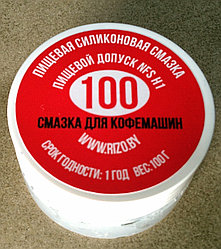 ПИЩЕВАЯ СИЛИКОНОВАЯ СМАЗКА
ПИЩЕВОЙ ДОПУСК NFS H1
100
СМАЗКА ДЛЯ КОФЕМАШИН
WWW.RIZO.BY
СРОК ГОДНОСТИ: 1 ГОД ВЕС:100Г